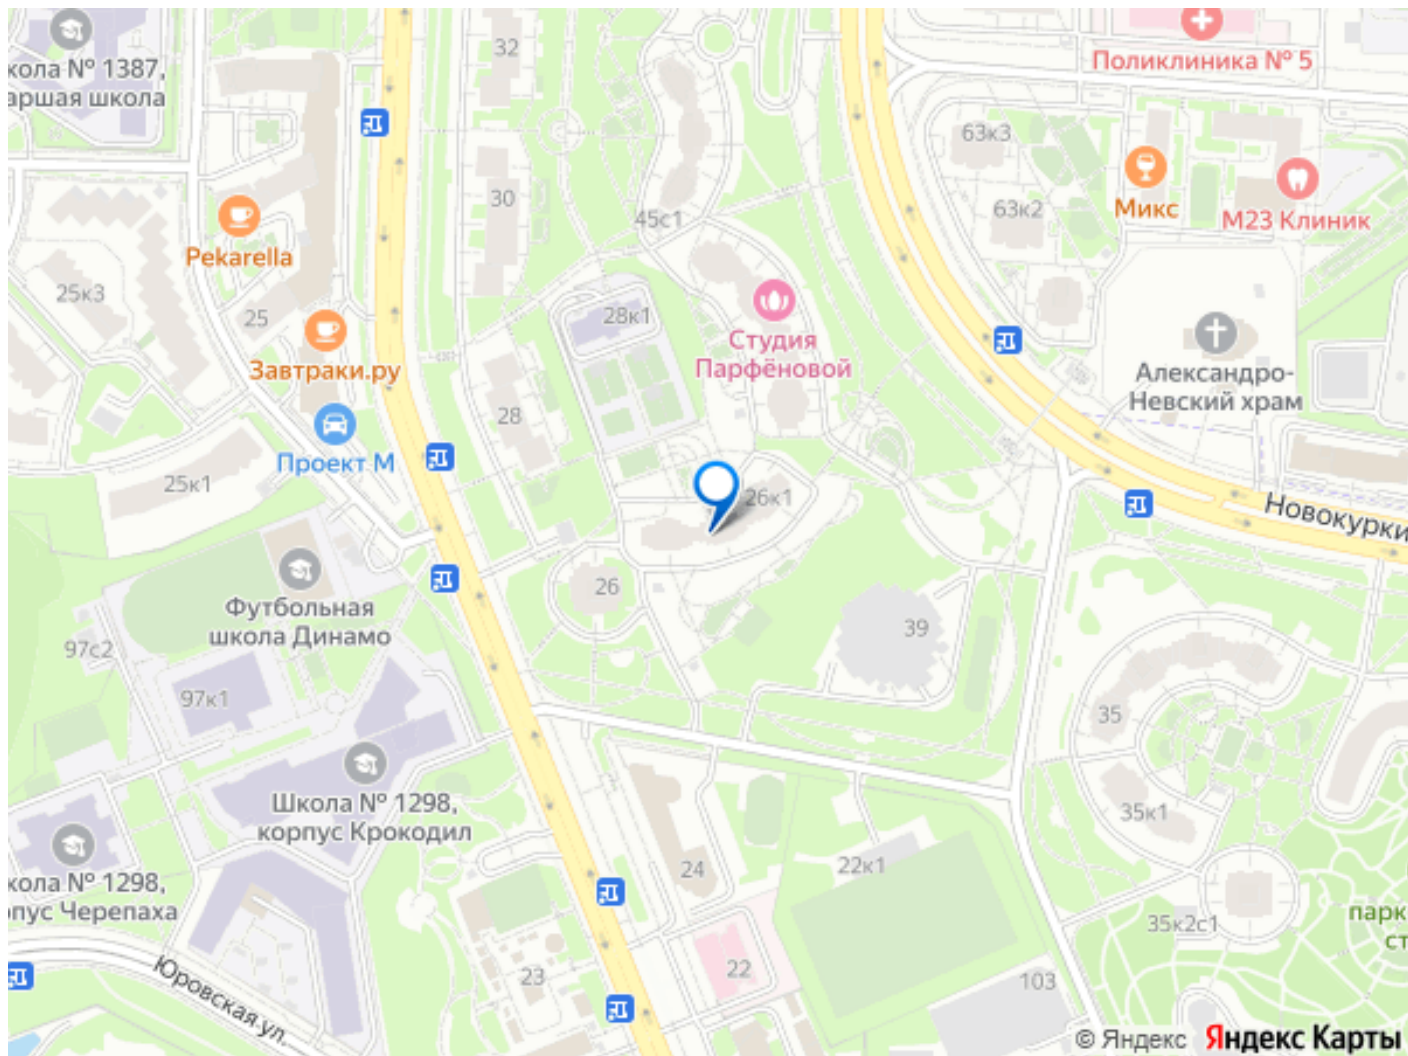 32
кола № 1387,
аршая школа
Поликлиника № 5
63к3
30
63к2
Микс
М23 Клиник
45с1
Pekarella
25к3
25
28к1
Завтраки.ру
Студия
Парфёновой
Александро-
Невский храм
28
Проект М
25к1
26к1
Новокурки
Футбольная
школа Динамо
26
39
97с2
97к1
35
Школа № 1298,
корпус Крокодил
35к1
кола № 1298,
рпус Черепаха
24
22к1
35к2с1
парк
ст
Юровская ул.
23
22
103
© Яндекс Яндекс Карты